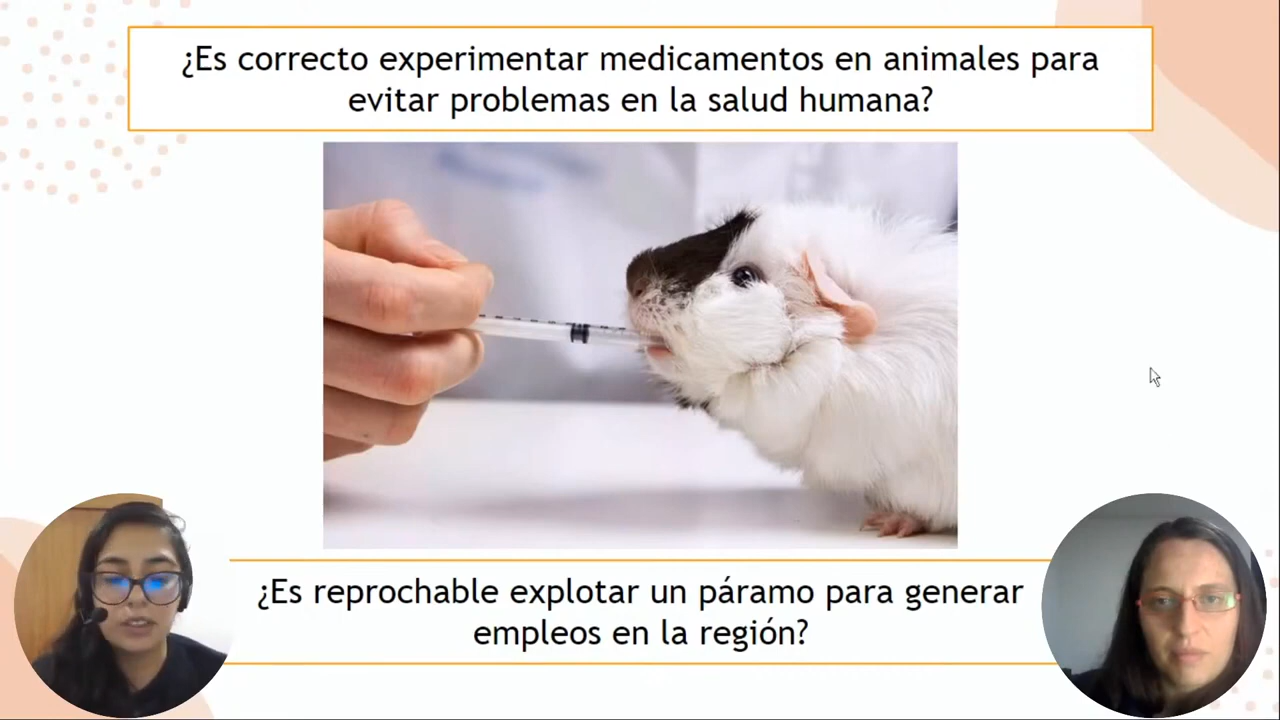 ¿Es correcto experimentar medicamentos en animales para
evitar problemas en la salud humana?
¿Es reprochable explotar un páramo para generar
empleos en la región?